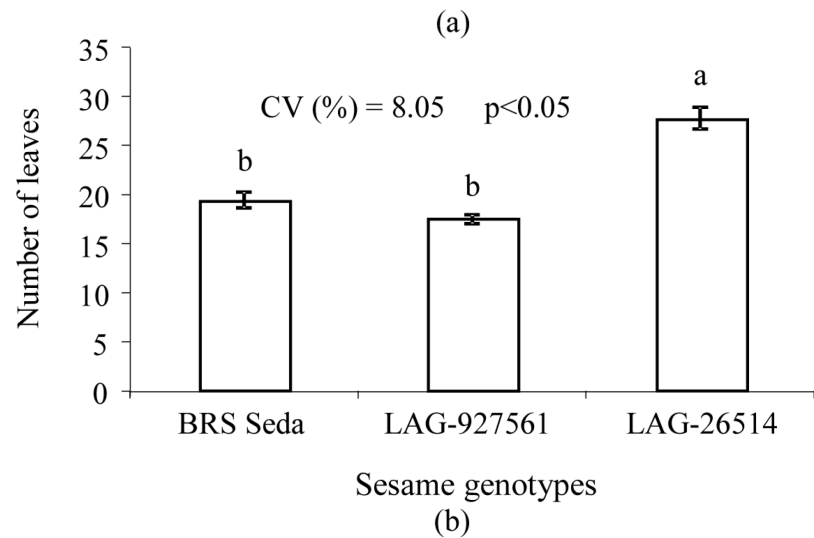 (a)
35
30
25
20
15
10
5
0
Number of leaves
CV (%) = 8.05 p<0.05
b
b
a
BRS Seda LAG-927561 LAG-26514
Sesame genotypes
(b)